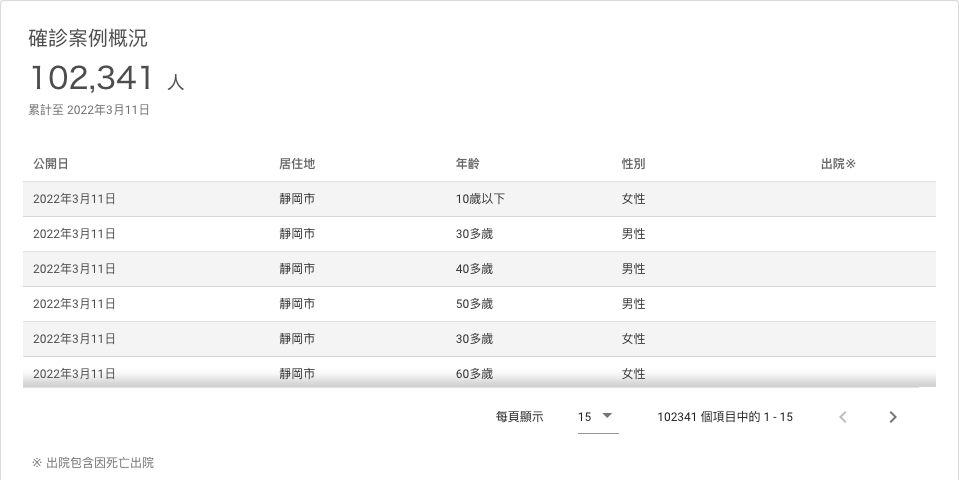 確診案例概況
102,341 人
累計至 2022年3月11日
公開日 居住地 年齡 性別 出院※
2022年3月11日 靜岡市 10歲以下 女性
2022年3月11日 靜岡市 30多歲 男性
2022年3月11日 靜岡市 40多歲 男性
2022年3月11日 靜岡市 50多歲 男性
2022年3月11日 靜岡市 30多歲 女性
2022年3月11日 靜岡市 60多歲 女性
每頁顯示 15 102341 個項目中的 1 - 15
※ 出院包含因死亡出院